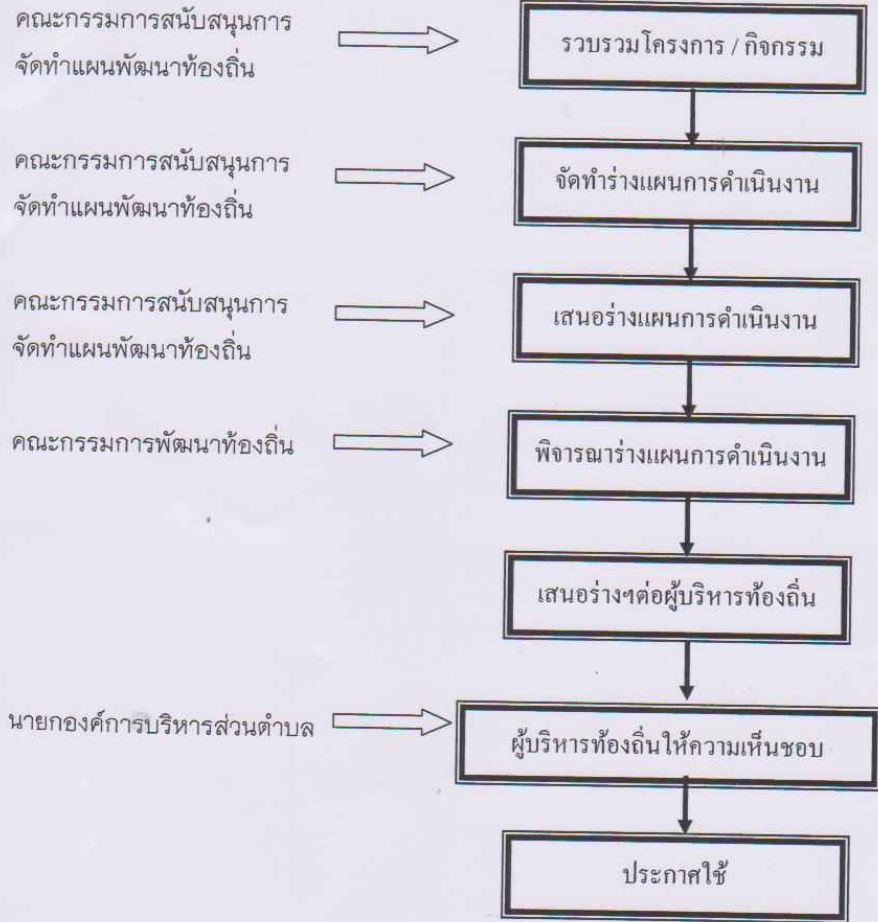 คณะกรรมการสนับสนุนการ
จัดทำแผนพัฒนาท้องถิ่น
รวบรวมโครงการ / กิจกรรม
คณะกรรมการสนับสนุนการ
จัดทำแผนพัฒนาท้องถิ่น
จัดทำร่างแผนการดำเนินงาน
คณะกรรมการสนับสนุนการ
จัดทำแผนพัฒนาท้องถิ่น
เสนอร่างแผนการดำเนินงาน
คณะกรรมการพัฒนาท้องถิ่น
พิจารณาร่างแผนการดำเนินงาน
เสนอร่างฯต่อผู้บริหารท้องถิ่น
นายกองค์การบริหารส่วนตำบล
ผู้บริหารท้องถิ่นให้ความเห็นชอบ
ประกาศใช้